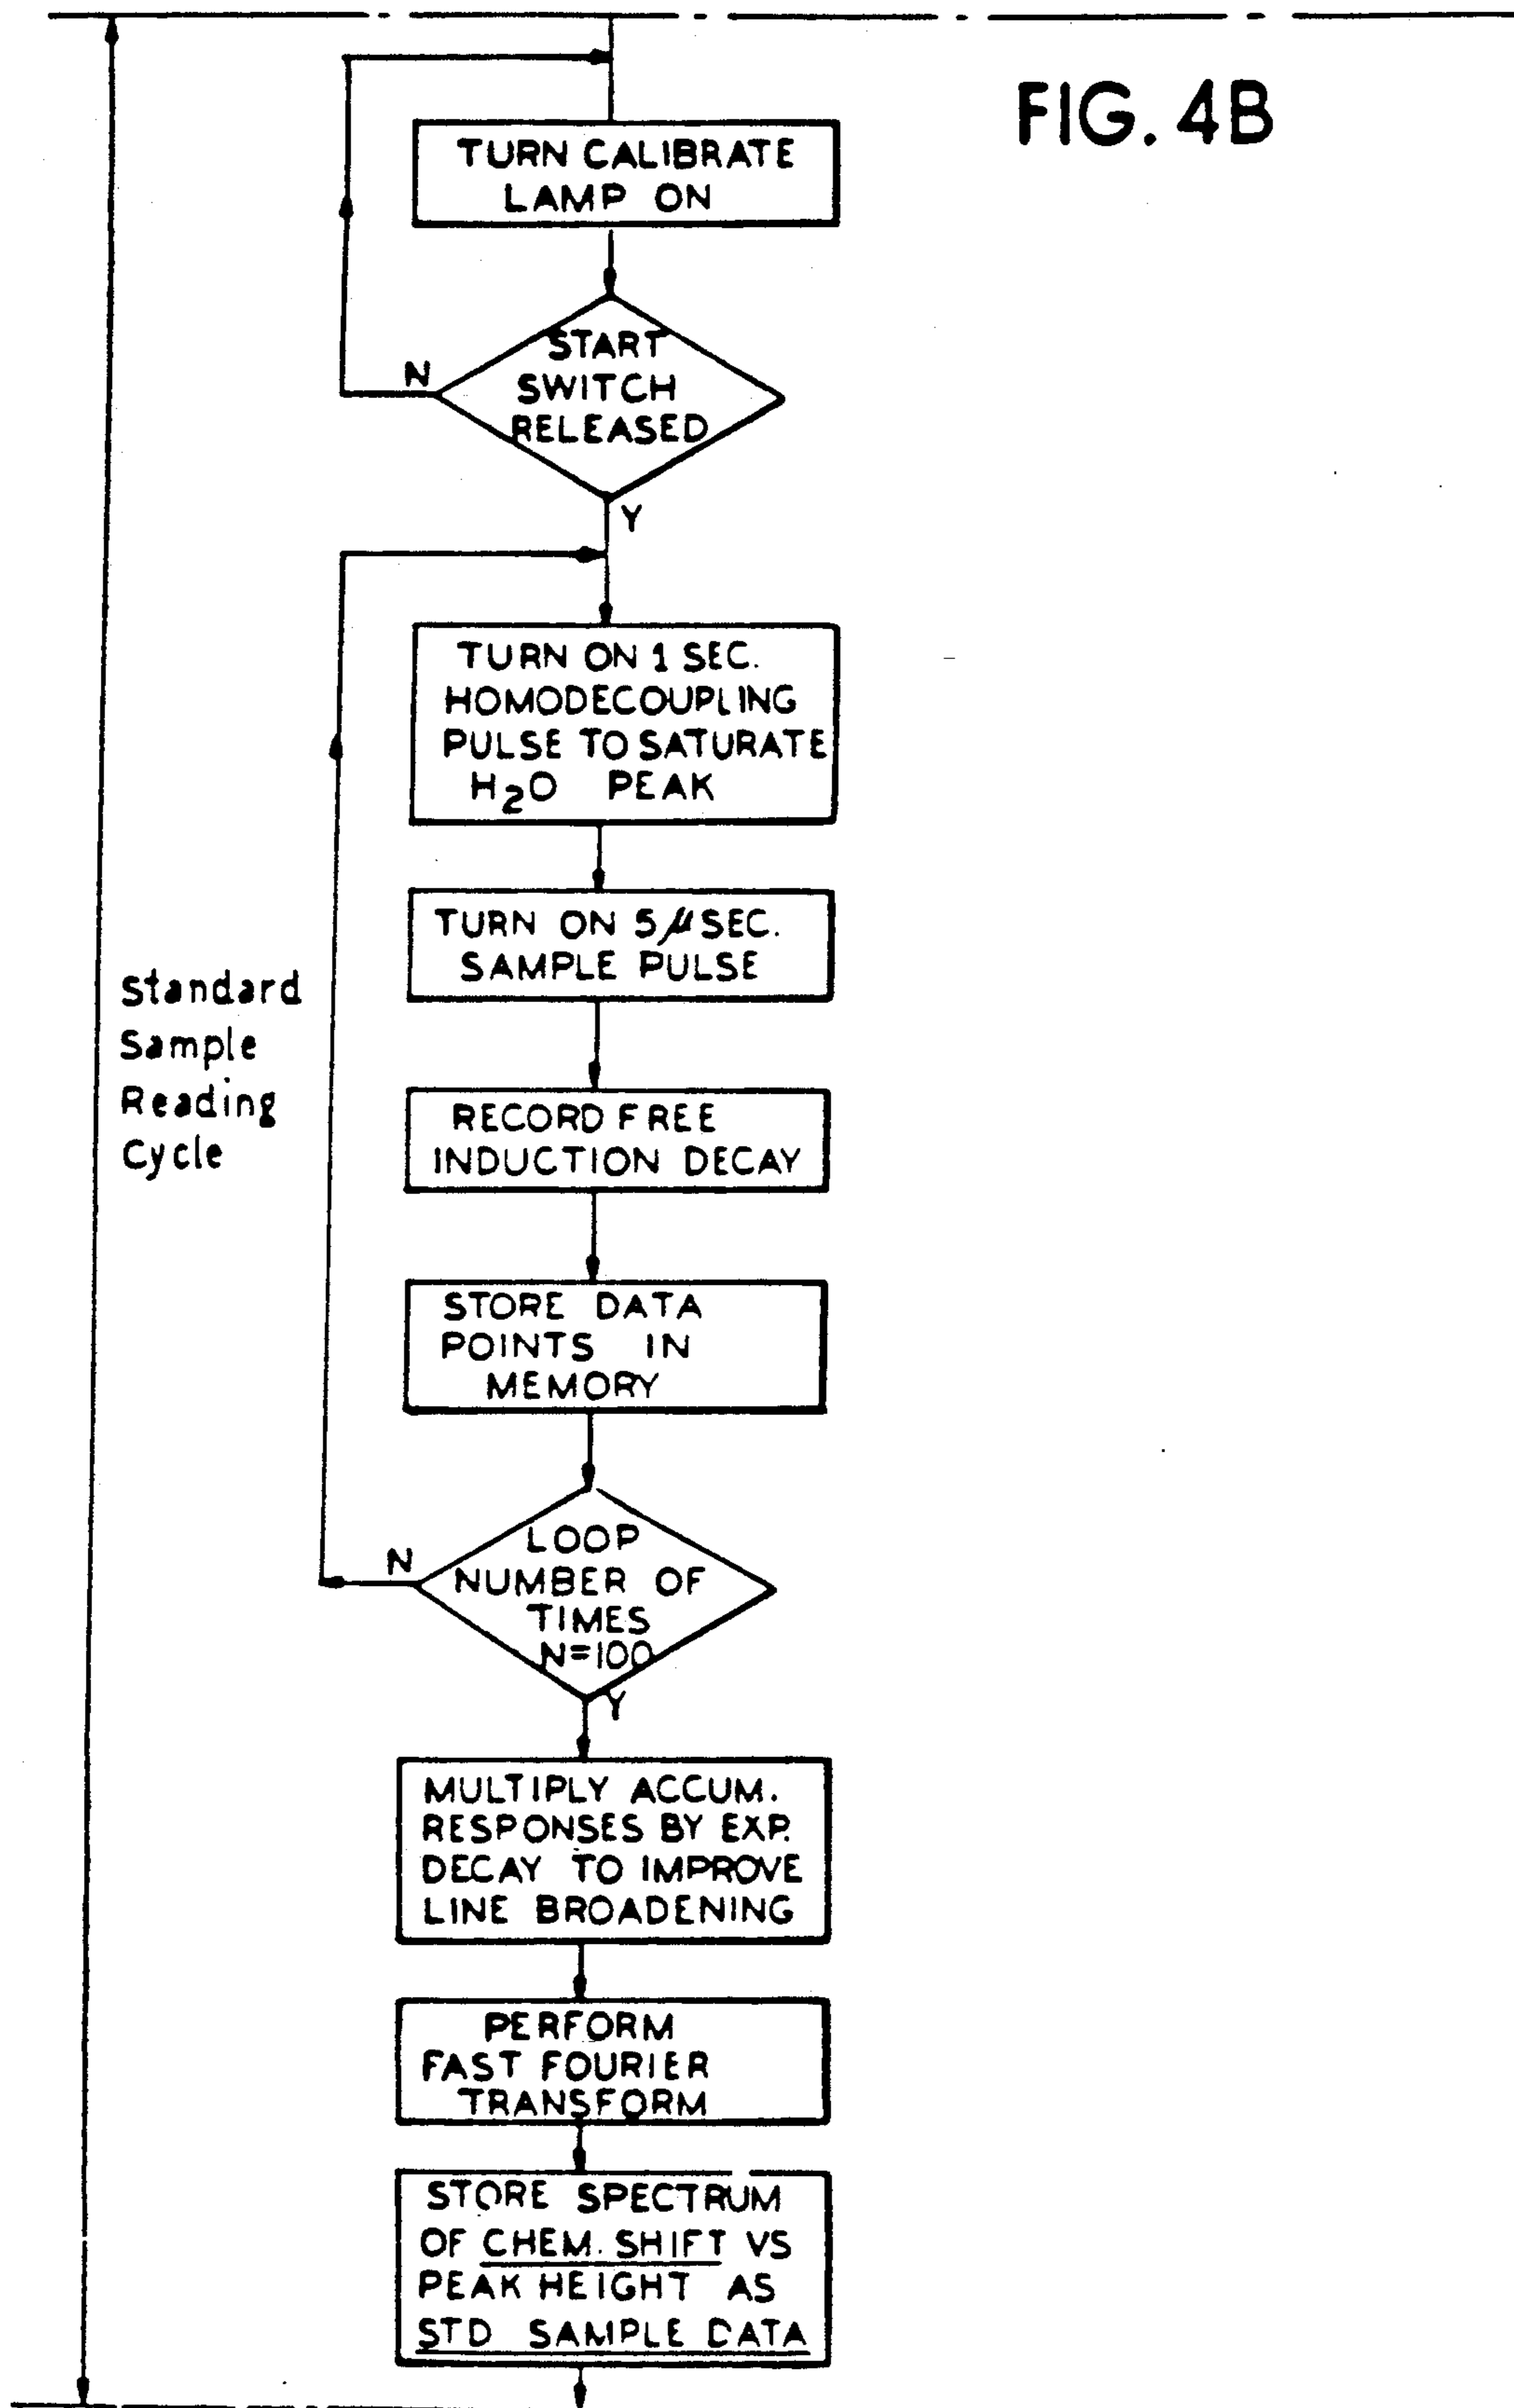 FIG. 4B
TURN CALIBRATE
LAMP ON
START
SWITCH
RELEASED
N
Y
TURN ON 1 SEC.
HOMODECOUPLING
PULSE TO SATURATE
H₂O PEAK
TURN ON 5 μSEC.
SAMPLE PULSE
Standard
Sample
Reading
Cycle
RECORD FREE
INDUCTION DECAY
STORE DATA
POINTS IN
MEMORY
LOOP
NUMBER OF
TIMES
N=100
N
Y
MULTIPLY ACCUM.
RESPONSES BY EXP.
DECAY TO IMPROVE
LINE BROADENING
PERFORM
FAST FOURIER
TRANSFORM
STORE SPECTRUM
OF CHEM. SHIFT VS
PEAK HEIGHT AS
STD SAMPLE DATA